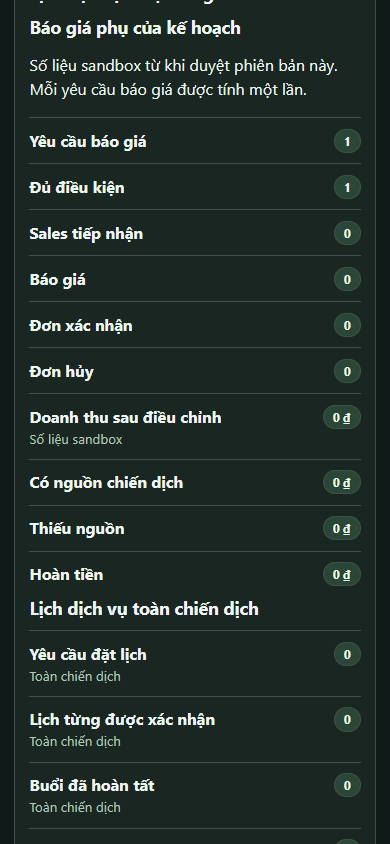 Báo giá phụ của kế hoạch
Số liệu sandbox từ khi duyệt phiên bản này.
Mỗi yêu cầu báo giá được tính một lần.
Yêu cầu báo giá 1
Đủ điều kiện 1
Sales tiếp nhận 0
Báo giá 0
Đơn xác nhận 0
Đơn hủy 0
Doanh thu sau điều chỉnh 0 ₫
Số liệu sandbox
Có nguồn chiến dịch 0 ₫
Thiếu nguồn 0 ₫
Hoàn tiền 0 ₫
Lịch dịch vụ toàn chiến dịch
Yêu cầu đặt lịch 0
Toàn chiến dịch
Lịch từng được xác nhận 0
Toàn chiến dịch
Buổi đã hoàn tất 0
Toàn chiến dịch